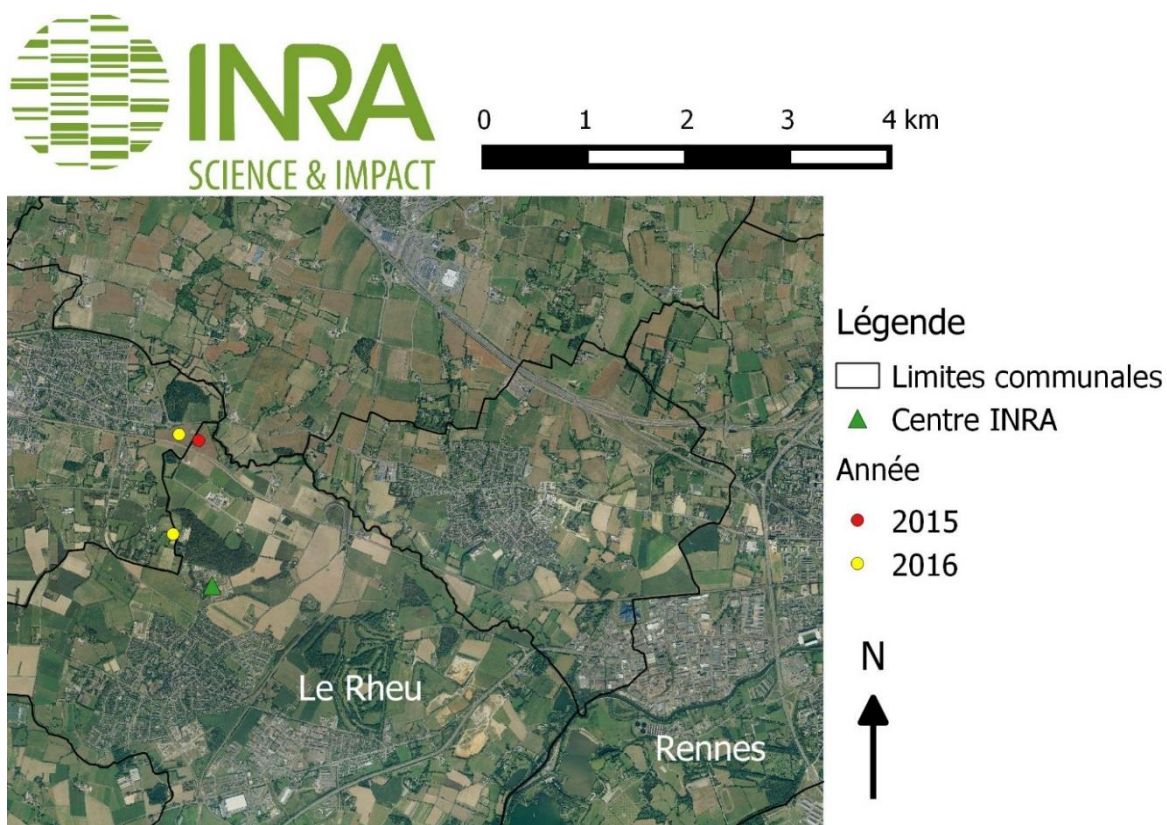 INRA
SCIENCE & IMPACT
0 1 2 3 4 km
Légende
Limites communales
Centre INRA
Année
2015
2016
N
Le Rheu
Rennes